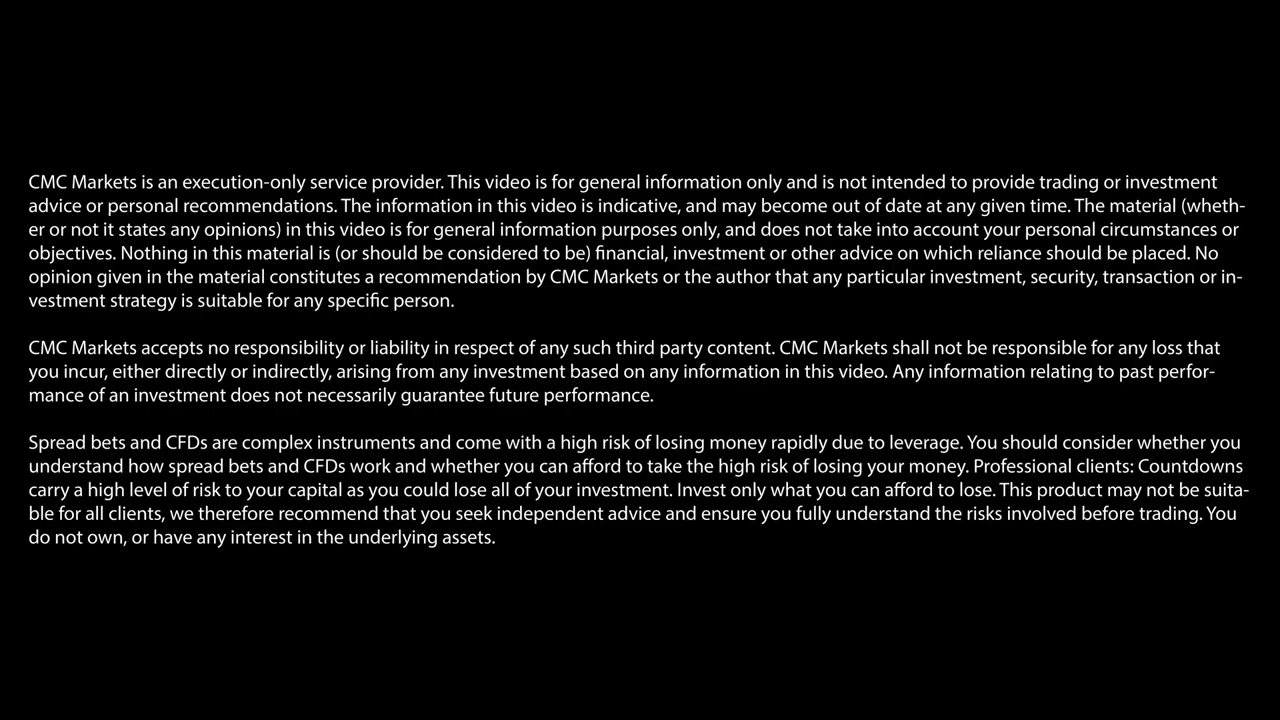 CMC Markets is an execution-only service provider. This video is for general information only and is not intended to provide trading or investment
advice or personal recommendations. The information in this video is indicative, and may become out of date at any given time. The material (wheth-
er or not it states any opinions) in this video is for general information purposes only, and does not take into account your personal circumstances or
objectives. Nothing in this material is (or should be considered to be) financial, investment or other advice on which reliance should be placed. No
opinion given in the material constitutes a recommendation by CMC Markets or the author that any particular investment, security, transaction or in-
vestment strategy is suitable for any specific person.
CMC Markets accepts no responsibility or liability in respect of any such third party content. CMC Markets shall not be responsible for any loss that
you incur, either directly or indirectly, arising from any investment based on any information in this video. Any information relating to past perfor-
mance of an investment does not necessarily guarantee future performance.
Spread bets and CFDs are complex instruments and come with a high risk of losing money rapidly due to leverage. You should consider whether you
understand how spread bets and CFDs work and whether you can afford to take the high risk of losing your money. Professional clients: Countdowns
carry a high level of risk to your capital as you could lose all of your investment. Invest only what you can afford to lose. This product may not be suita-
ble for all clients, we therefore recommend that you seek independent advice and ensure you fully understand the risks involved before trading. You
do not own, or have any interest in the underlying assets.